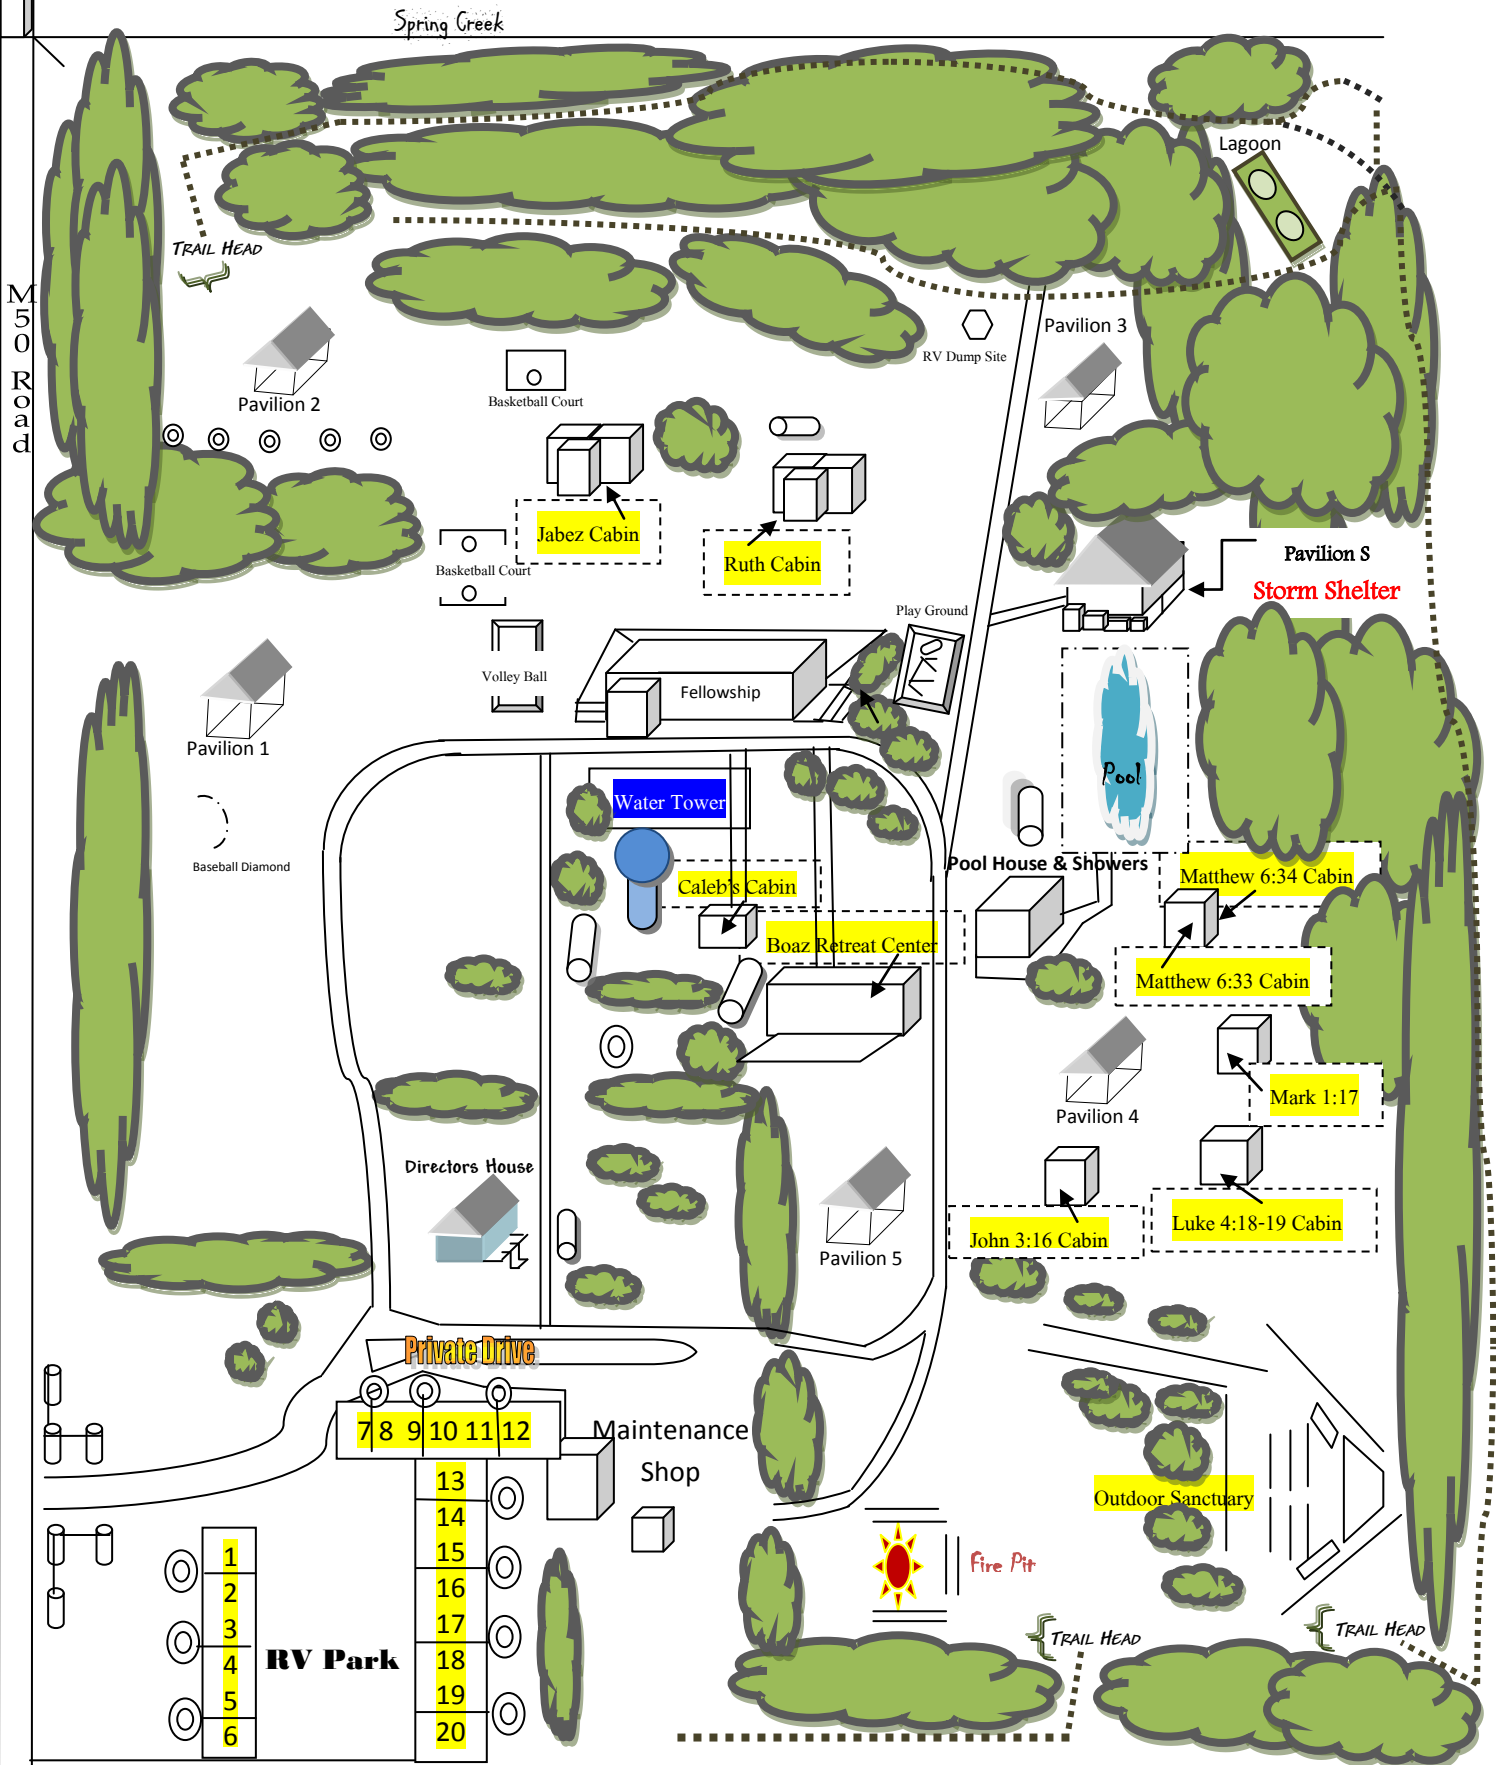 Spring Creek
Lagoon
TRAIL HEAD
M50 Road
Pavilion 3
RV Dump Site
Pavilion 2
Basketball Court
Jabez Cabin
Ruth Cabin
Pavilion S
Storm Shelter
Basketball Court
Play Ground
Volley Ball
Fellowship
Pavilion 1
Pool
Water Tower
Baseball Diamond
Pool House & Showers
Matthew 6:34 Cabin
Caleb's Cabin
Boaz Retreat Center
Matthew 6:33 Cabin
Mark 1:17
Pavilion 4
Directors House
Luke 4:18-19 Cabin
John 3:16 Cabin
Pavilion 5
Private Drive
7 8 9 10 11 12
Maintenance
Shop
13
14
15
16
17
18
19
20
Outdoor Sanctuary
1
2
3
4
5
6
RV Park
Fire Pit
TRAIL HEAD
TRAIL HEAD